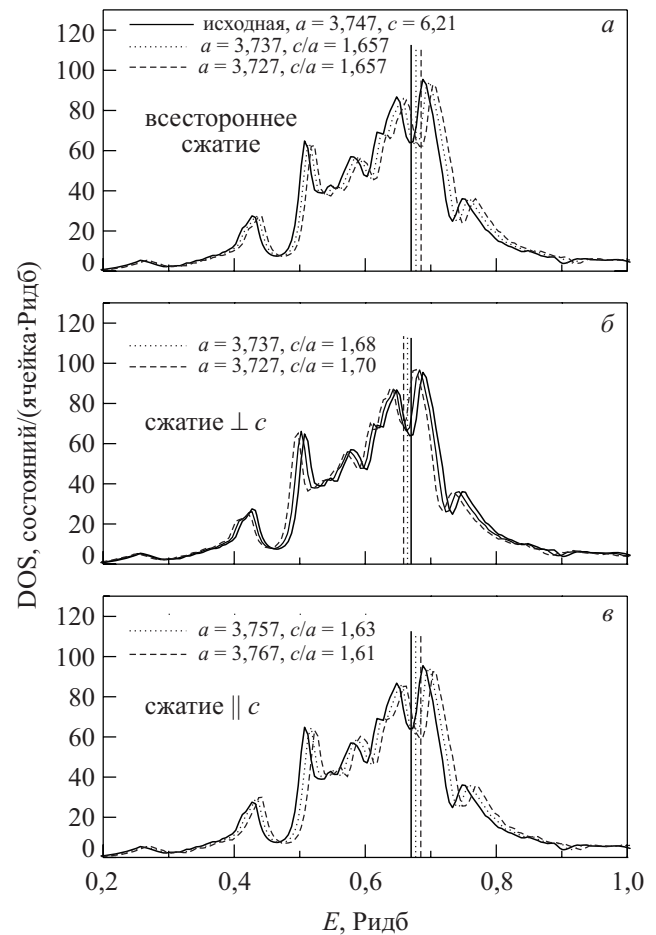 120
100
80
60
40
20
0
исходная, a = 3,747, c = 6,21
a = 3,737, c/a = 1,657
a = 3,727, c/a = 1,657
а
всестороннее
сжатие
DOS, состояний/(ячейка·Ридб)
120
100
80
60
40
20
0
a = 3,737, c/a = 1,68
a = 3,727, c/a = 1,70
б
сжатие ⊥ c
120
100
80
60
40
20
0
a = 3,757, c/a = 1,63
a = 3,767, c/a = 1,61
в
сжатие || c
0,2 0,4 0,6 0,8 1,0
E, Ридб